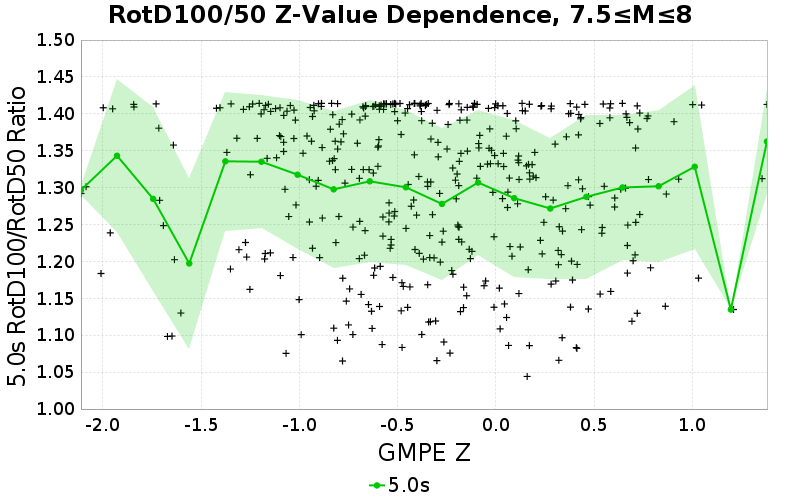 RotD100/50 Z-Value Dependence, 7.5≤M≤8
5.0s RotD100/RotD50 Ratio
1.50
1.45
1.40
1.35
1.30
1.25
1.20
1.15
1.10
1.05
1.00
-2.0 -1.5 -1.0 -0.5 0.0 0.5 1.0
GMPE Z
5.0s